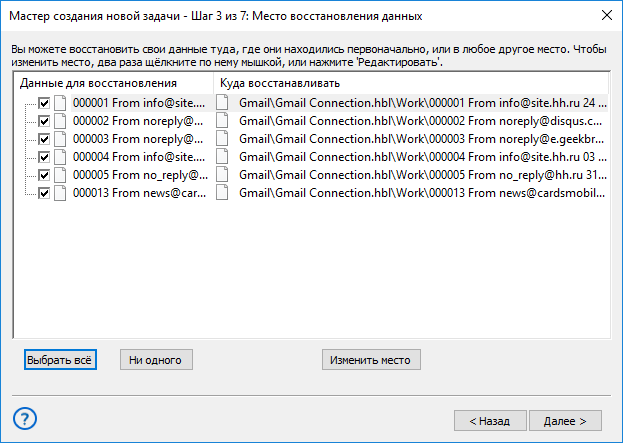 Мастер создания новой задачи - Шаг 3 из 7: Место восстановления данных
Вы можете восстановить свои данные туда, где они находились первоначально, или в любое другое место. Чтобы
изменить место, два раза щёлкните по нему мышкой, или нажмите 'Редактировать'.
Данные для восстановления Куда восстанавливать
000001 From info@site.... Gmail\Gmail Connection.hbl\Work\000001 From info@site.hh.ru 24 ...
000002 From noreply@... Gmail\Gmail Connection.hbl\Work\000002 From noreply@disqus.c...
000003 From noreply@... Gmail\Gmail Connection.hbl\Work\000003 From noreply@e.geekbr...
000004 From info@site.... Gmail\Gmail Connection.hbl\Work\000004 From info@site.hh.ru 03 ...
000005 From no_reply@... Gmail\Gmail Connection.hbl\Work\000005 From no_reply@hh.ru 31...
000013 From news@car... Gmail\Gmail Connection.hbl\Work\000013 From news@cardsmobil...
Выбрать всё Ни одного Изменить место
? < Назад Далее >